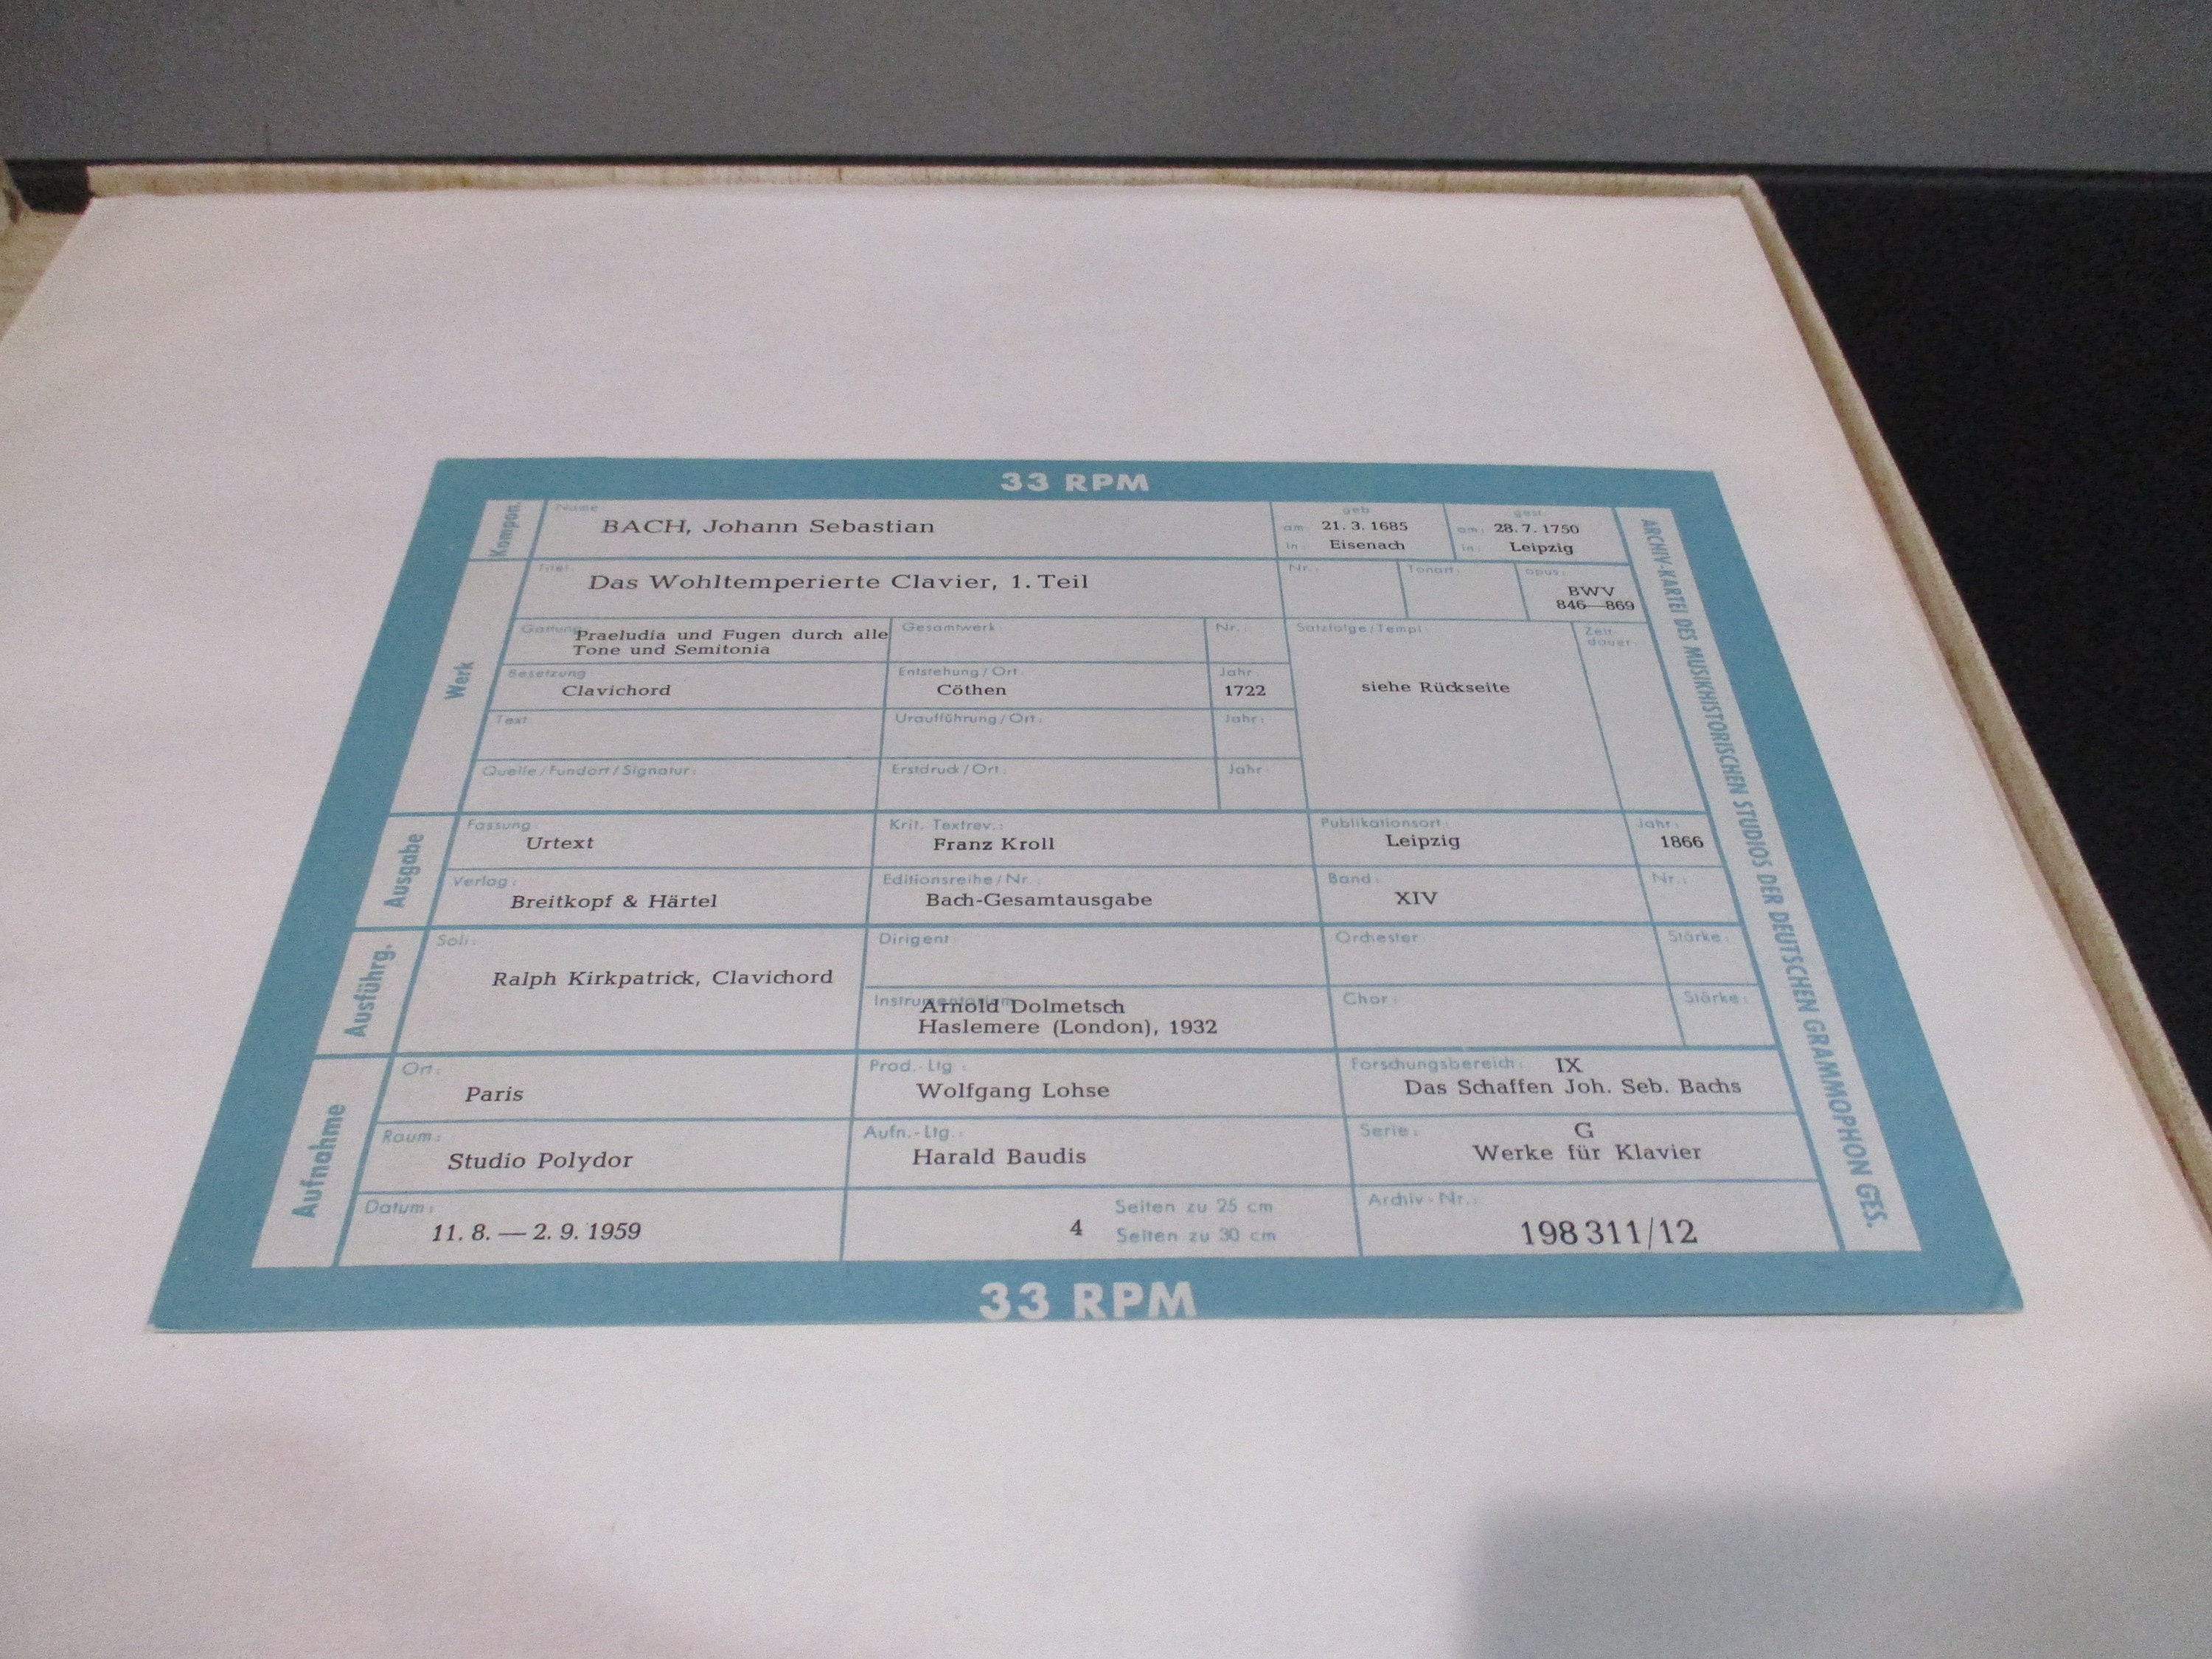 33 RPM
Kompon.
Name
BACH, Johann Sebastian
geb.
am: 21. 3. 1685
in: Eisenach
gest.
am: 28. 7. 1750
in: Leipzig
Werk
Titel:
Das Wohltemperierte Clavier, 1. Teil
Nr.:
Tonart:
opus:
BWV
846—869
Gattung
Praeludia und Fugen durch alle
Tone und Semitonia
Gesamtwerk:
Nr.:
Satzfolge/Tempi:
Zeit-
dauer:
siehe Rückseite
Besetzung
Clavichord
Entstehung/Ort:
Cöthen
Jahr:
1722
Text:
Uraufführung/Ort:
Jahr:
Quelle/Fundort/Signatur:
Erstdruck/Ort:
Jahr:
Ausgabe
Fassung:
Urtext
Krit. Textrev.:
Franz Kroll
Publikationsort:
Leipzig
Jahr:
1866
Verlag:
Breitkopf & Härtel
Editionsreihe/Nr.:
Bach-Gesamtausgabe
Band:
XIV
Nr.:
Ausführg.
Soli:
Ralph Kirkpatrick, Clavichord
Dirigent:
Orchester:
Stärke:
Instrumentarium:
Arnold Dolmetsch
Haslemere (London), 1932
Chor:
Stärke:
Aufnahme
Ort:
Paris
Prod.-Ltg.:
Wolfgang Lohse
Forschungsbereich: IX
Das Schaffen Joh. Seb. Bachs
Raum:
Studio Polydor
Aufn.-Ltg.:
Harald Baudis
Serie: G
Werke für Klavier
Datum:
11. 8. — 2. 9. 1959
Seiten zu 25 cm
4 Seiten zu 30 cm
Archiv-Nr.:
198 311/12
ARCHIV-KARTEI DES MUSIKHISTORISCHEN STUDIOS DER DEUTSCHEN GRAMMOPHON GES.
33 RPM